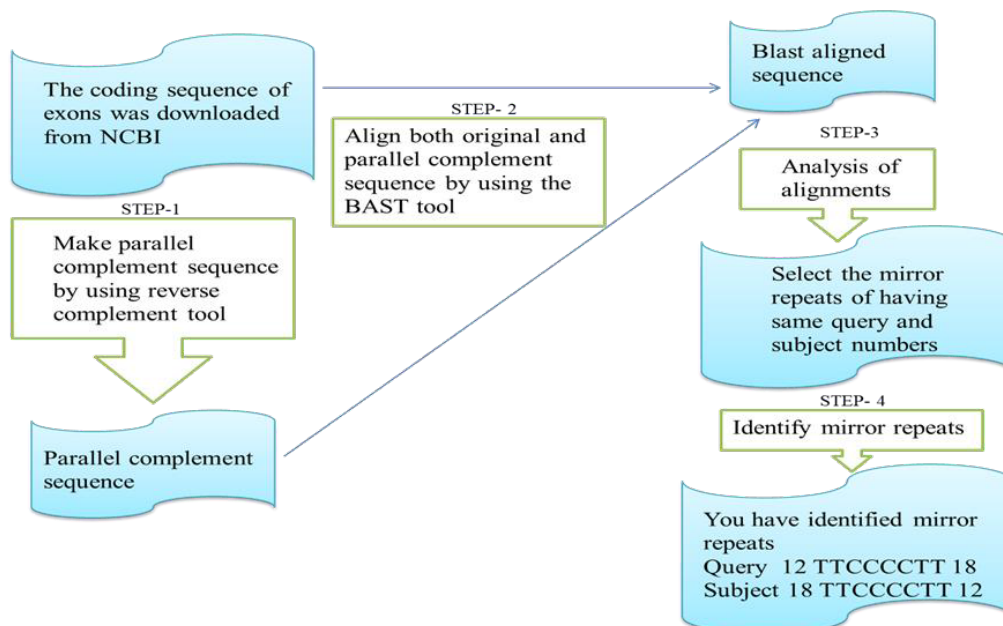 The coding sequence of
exons was downloaded
from NCBI
STEP-1
Make parallel
complement sequence
by using reverse
complement tool
Parallel complement
sequence
STEP- 2
Align both original and
parallel complement
sequence by using the
BAST tool
Blast aligned
sequence
STEP-3
Analysis of
alignments
Select the mirror
repeats of having
same query and
subject numbers
STEP- 4
Identify mirror repeats
You have identified mirror
repeats
Query 12 TTCCCCTT 18
Subject 18 TTCCCCTT 12